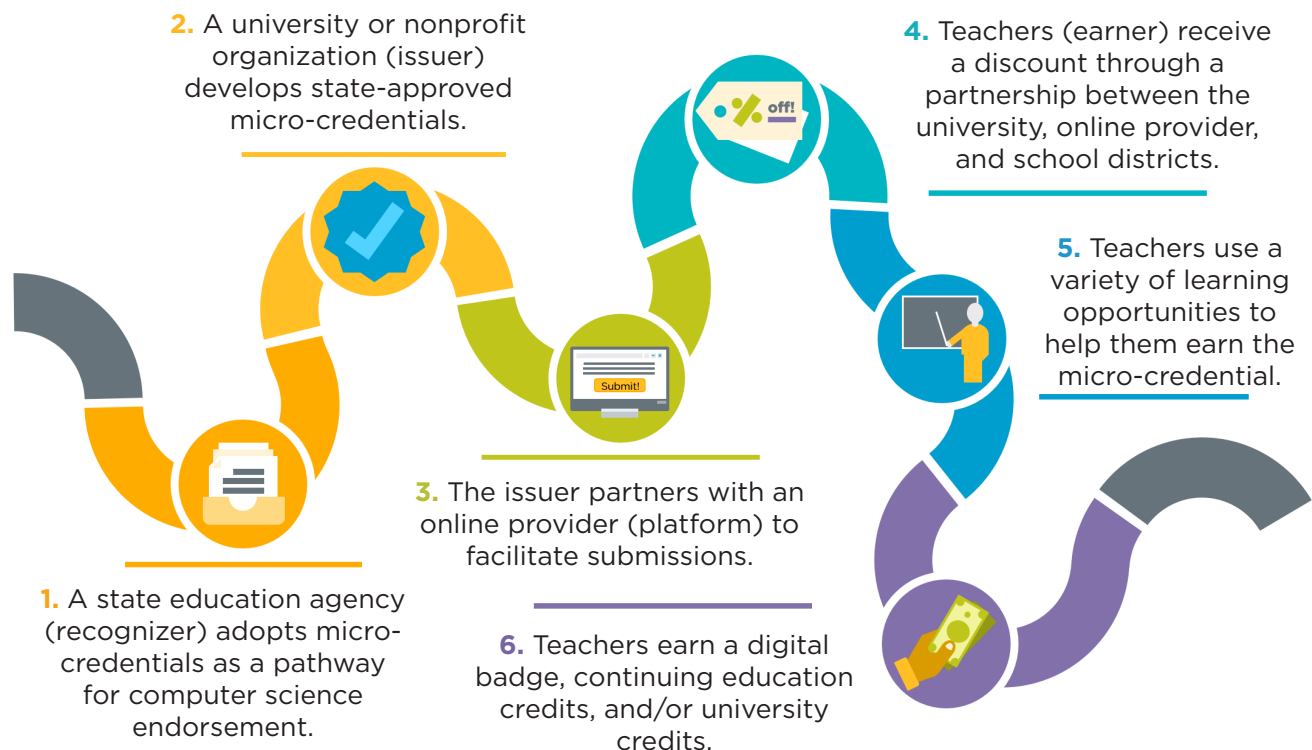 1. A state education agency
(recognizer) adopts micro-
credentials as a pathway
for computer science
endorsement.
2. A university or nonprofit
organization (issuer)
develops state-approved
micro-credentials.
Submit!
3. The issuer partners with an
online provider (platform) to
facilitate submissions.
% off!
4. Teachers (earner) receive
a discount through a
partnership between the
university, online provider,
and school districts.
5. Teachers use a
variety of learning
opportunities to
help them earn the
micro-credential.
6. Teachers earn a digital
badge, continuing education
credits, and/or university
credits.